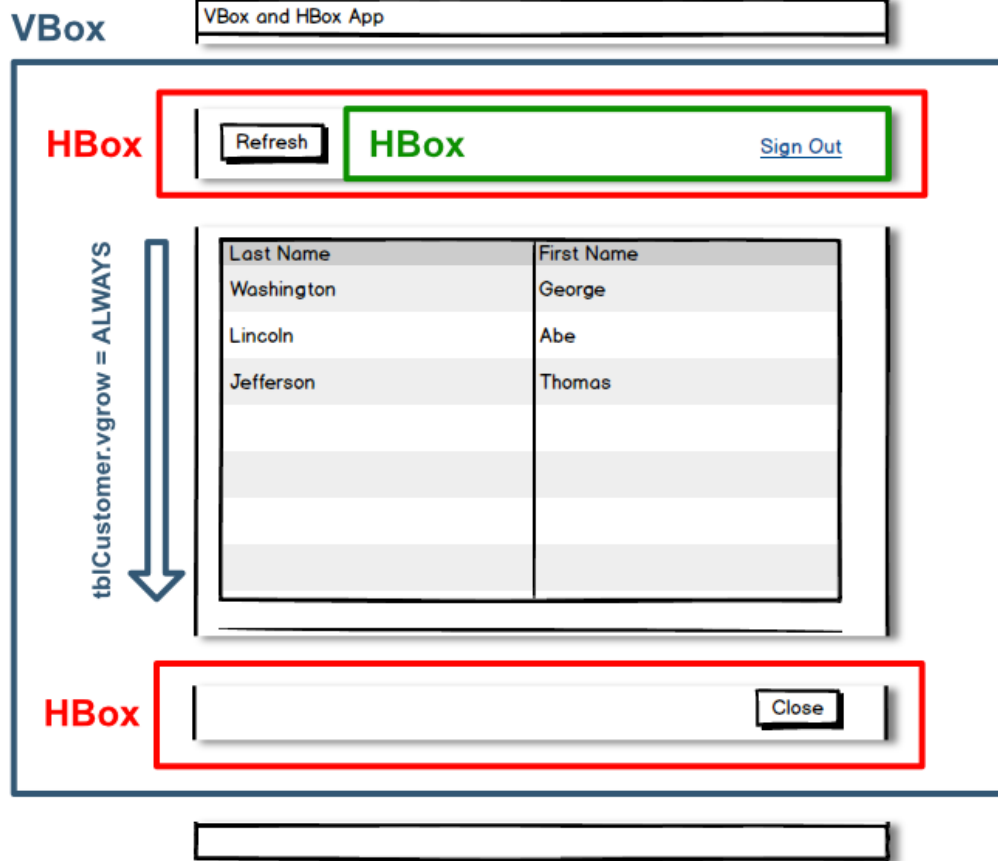 VBox
VBox and HBox App
HBox
Refresh
HBox
Sign Out
tblCustomer.vgrow = ALWAYS
Last Name First Name
Washington George
Lincoln Abe
Jefferson Thomas
HBox
Close